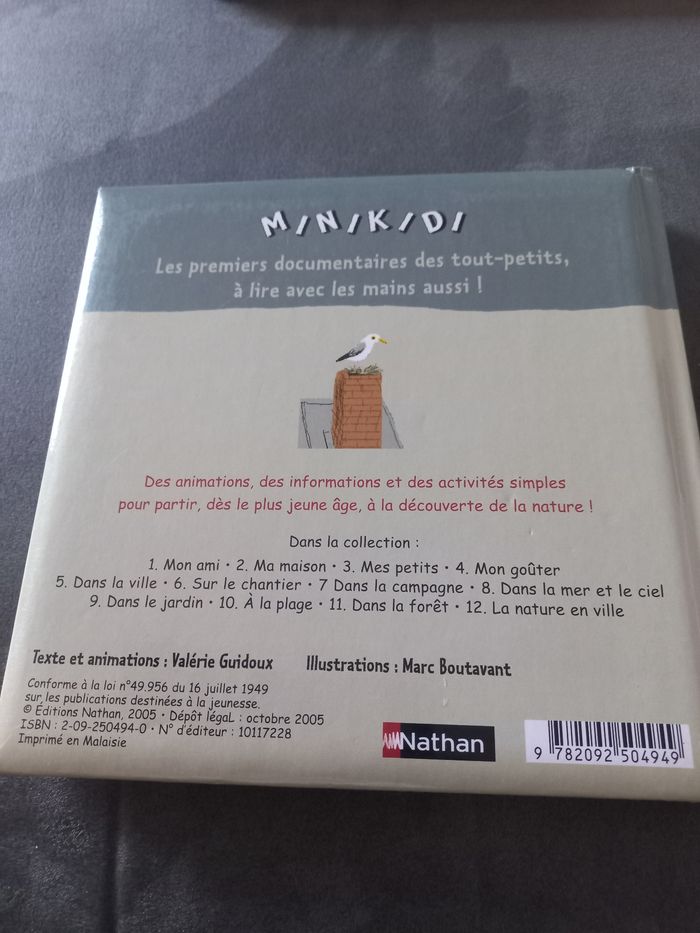 MINIKIDI
Les premiers documentaires des tout-petits,
à lire avec les mains aussi !
Des animations, des informations et des activités simples
pour partir, dès le plus jeune âge, à la découverte de la nature !
Dans la collection :
1. Mon ami • 2. Ma maison • 3. Mes petits • 4. Mon goûter
5. Dans la ville • 6. Sur le chantier • 7 Dans la campagne • 8. Dans la mer et le ciel
9. Dans le jardin • 10. À la plage • 11. Dans la forêt • 12. La nature en ville
Texte et animations : Valérie Guidoux
Illustrations : Marc Boutavant
Conforme à la loi n°49.956 du 16 juillet 1949
sur les publications destinées à la jeunesse.
© Editions Nathan, 2005 • Dépôt légaL : octobre 2005
ISBN : 2-09-250494-0 • N° d'éditeur : 10117228
Imprimé en Malaisie
Nathan
9 782092 504949